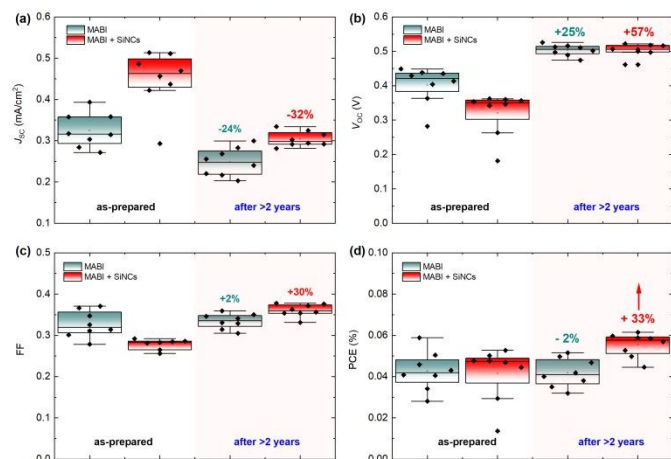 (a)
MABI
MABI + SiNCs
-24%
-32%
as-prepared
after >2 years
JSC (mA/cm²)
0.6
0.5
0.4
0.3
0.2
0.1
(b)
MABI
MABI + SiNCs
+25%
+57%
as-prepared
after >2 years
VOC (V)
0.6
0.5
0.4
0.3
0.2
0.1
0.0
(c)
MABI
MABI + SiNCs
+2%
+30%
as-prepared
after >2 years
FF
0.5
0.4
0.3
0.2
0.1
0.0
(d)
MABI
MABI + SiNCs
- 2%
+ 33%
as-prepared
after >2 years
PCE (%)
0.10
0.08
0.06
0.04
0.02
0.00